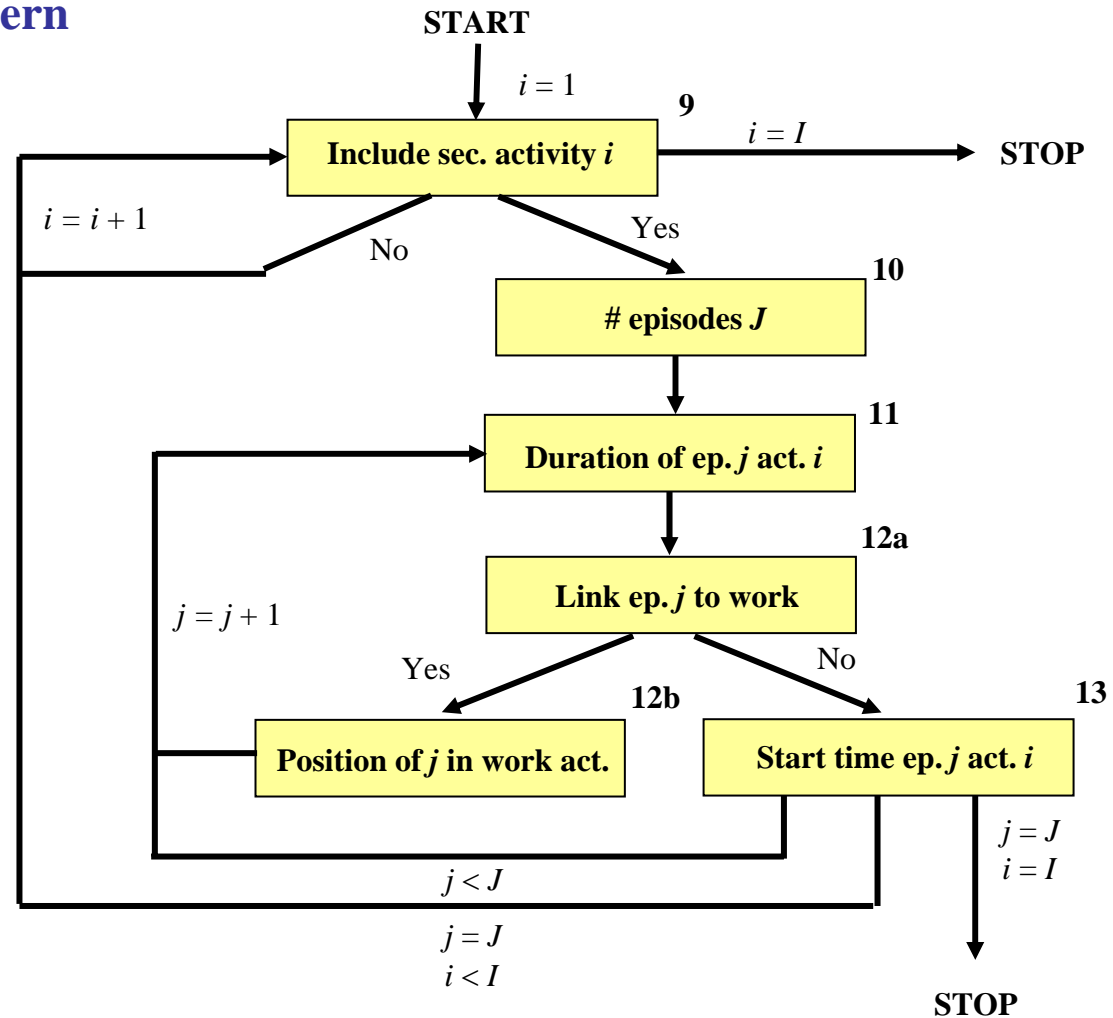 ern
START
i = 1
9
Include sec. activity i
i = I
STOP
i = i + 1
No
Yes
10
# episodes J
11
Duration of ep. j act. i
12a
Link ep. j to work
j = j + 1
Yes
No
12b
13
Position of j in work act.
Start time ep. j act. i
j = J
i = I
j < J
j = J
i < I
STOP